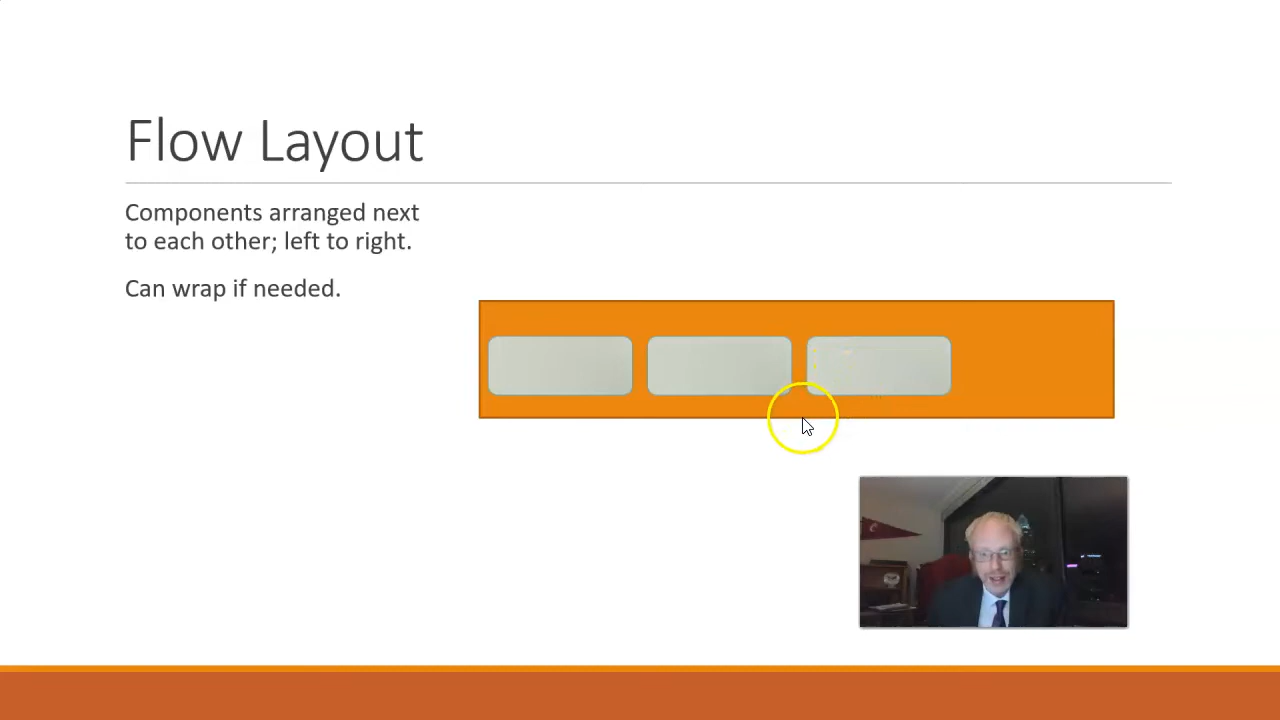 Flow Layout
Components arranged next
to each other; left to right.
Can wrap if needed.